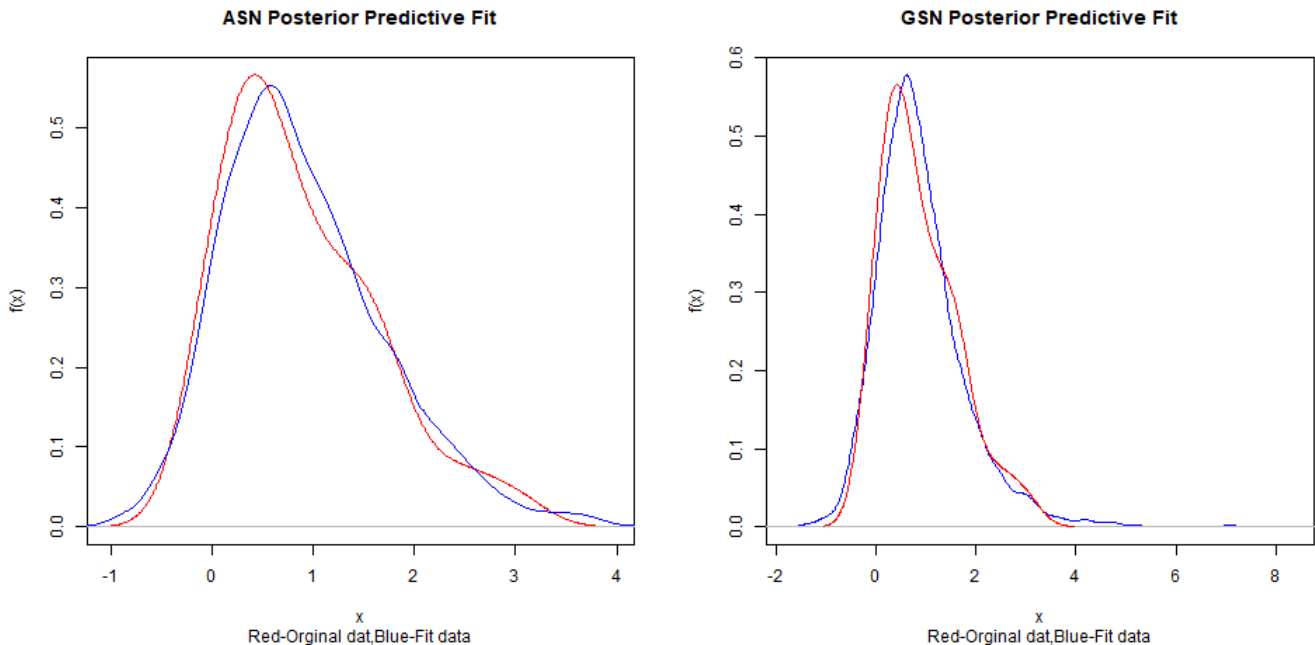 ASN Posterior Predictive Fit
f(x)
0.0 0.1 0.2 0.3 0.4 0.5
-1 0 1 2 3 4
x
Red-Orginal dat,Blue-Fit data
GSN Posterior Predictive Fit
f(x)
0.0 0.1 0.2 0.3 0.4 0.5 0.6
-2 0 2 4 6 8
x
Red-Orginal dat,Blue-Fit data